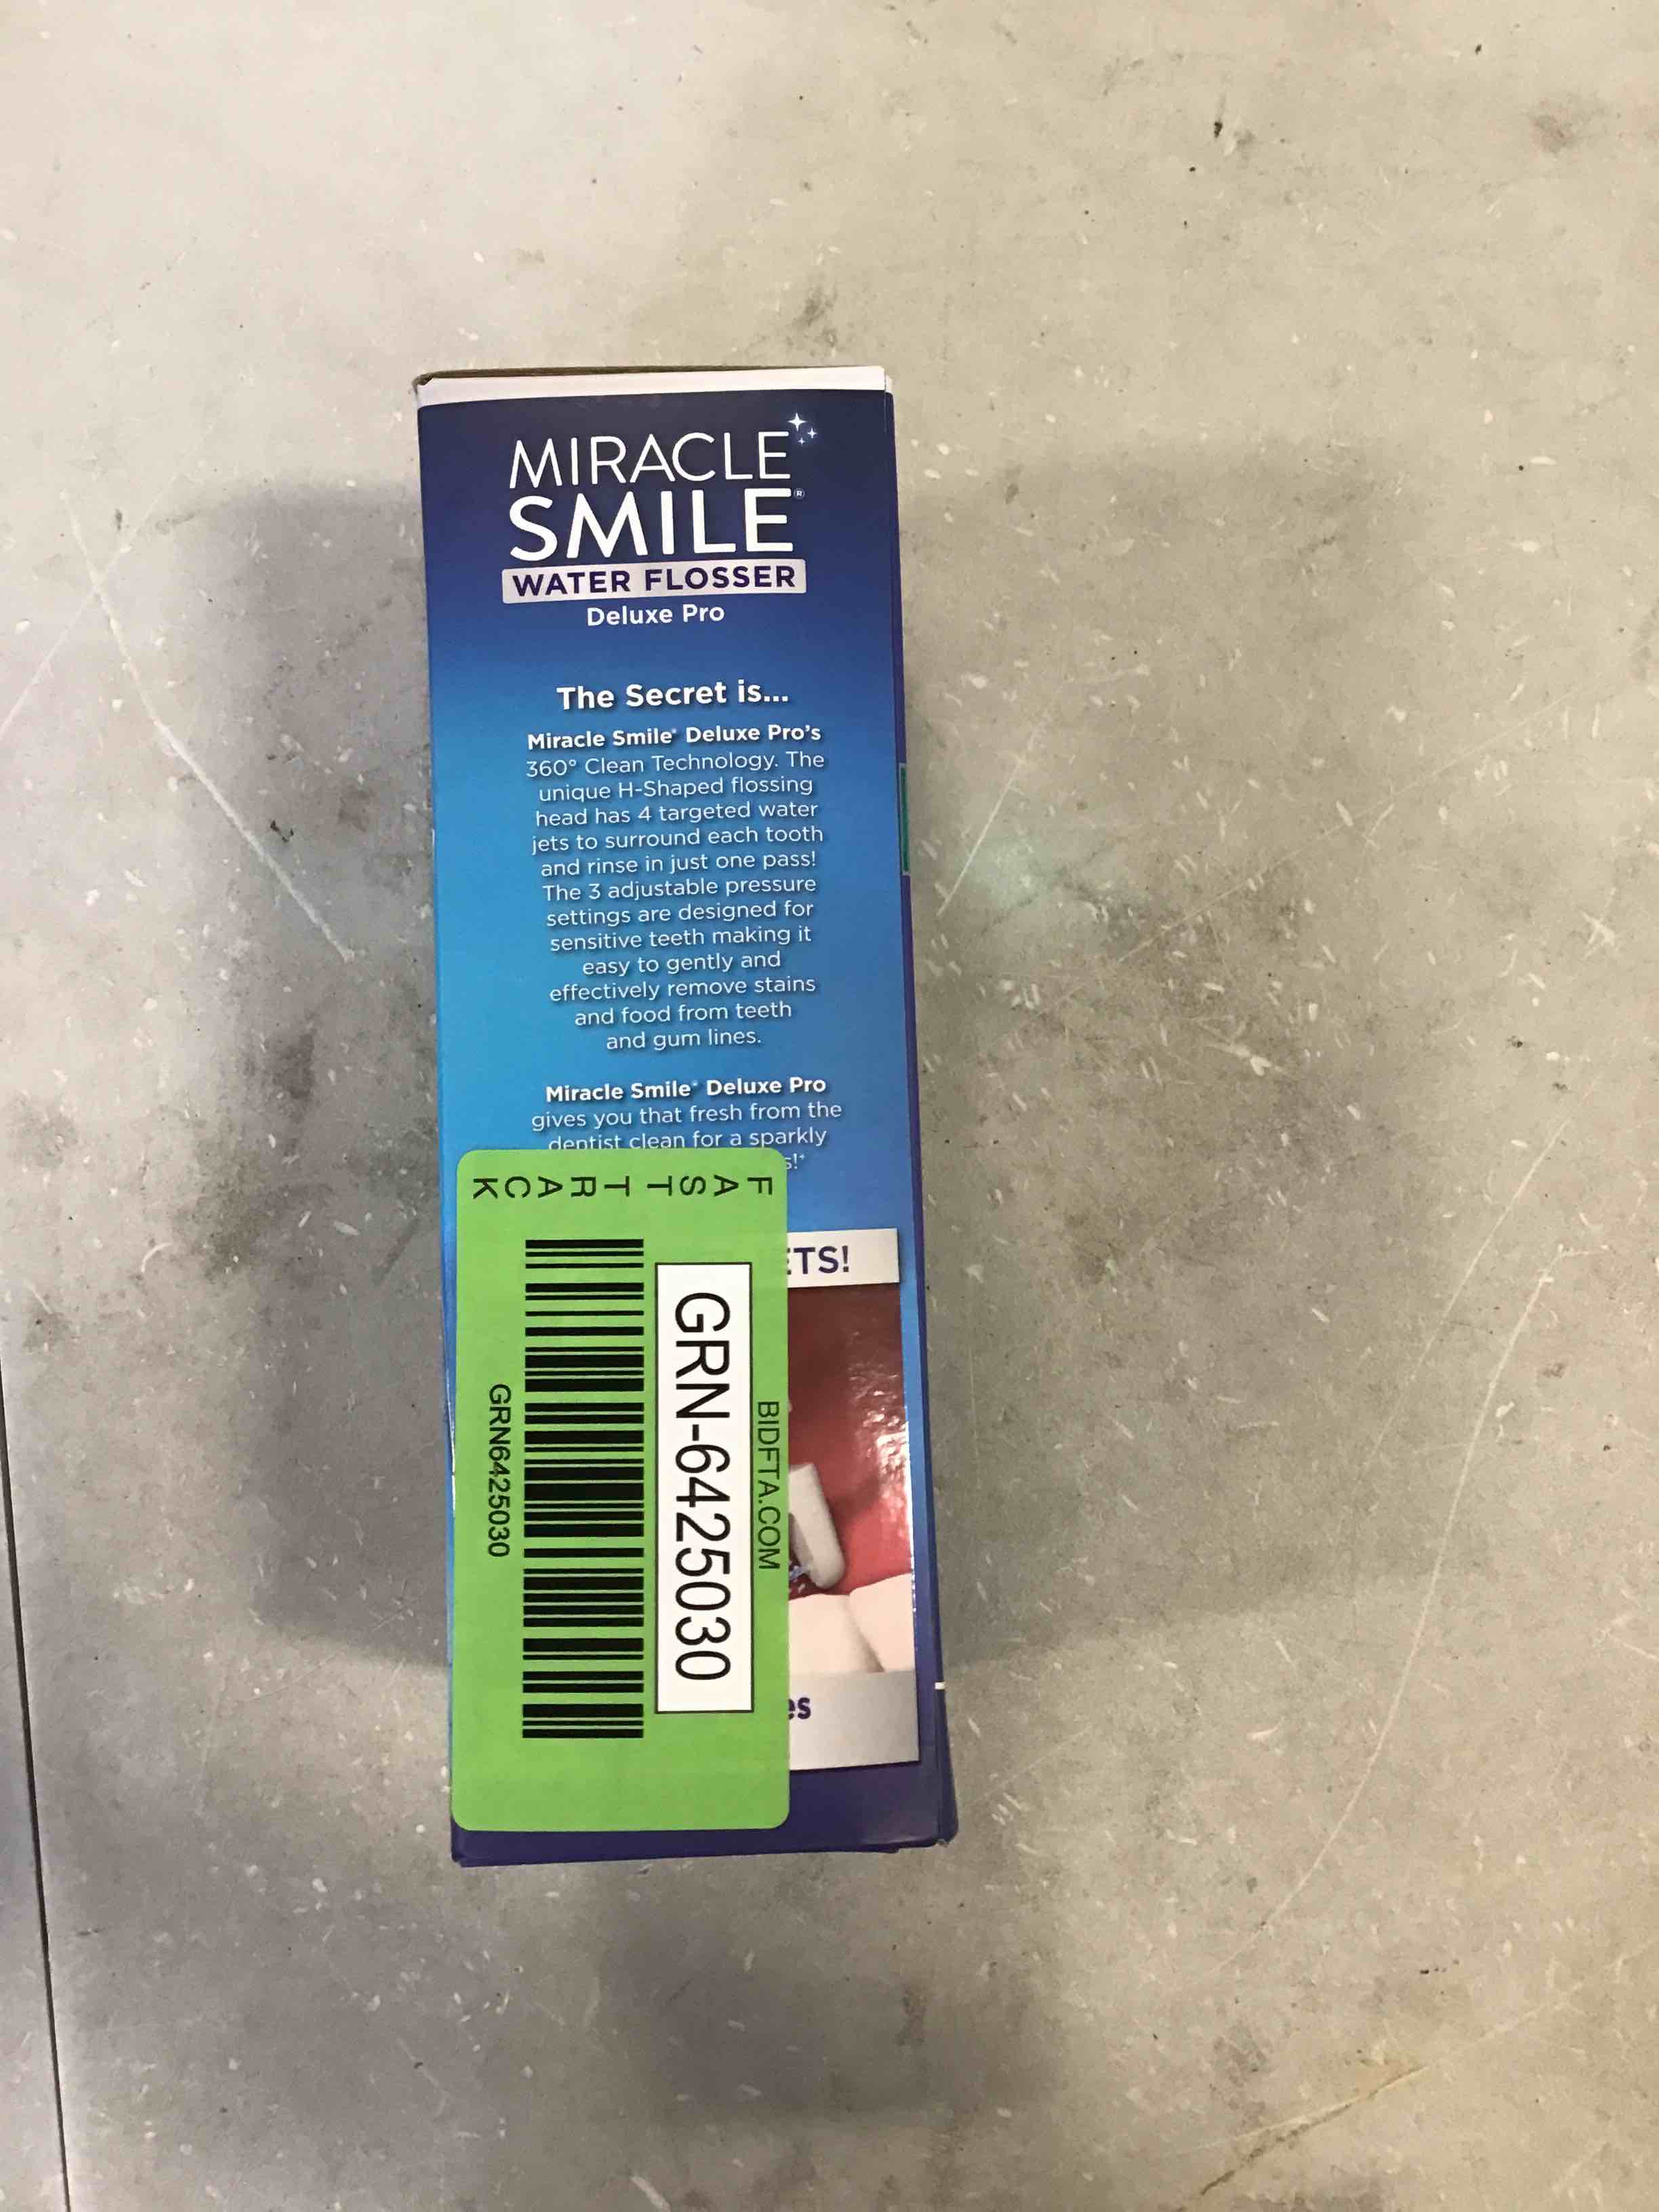 MIRACLE
SMILE®
WATER FLOSSER
Deluxe Pro
The Secret is...
Miracle Smile® Deluxe Pro's
360° Clean Technology. The
unique H-Shaped flossing
head has 4 targeted water
jets to surround each tooth
and rinse in just one pass!
The 3 adjustable pressure
settings are designed for
sensitive teeth making it
easy to gently and
effectively remove stains
and food from teeth
and gum lines.
Miracle Smile® Deluxe Pro
gives you that fresh from the
dentist clean for a sparkly
s!⁺
ETS!
es
FAST TRACK
BIDFTA.COM
GRN-6425030
GRN6425030